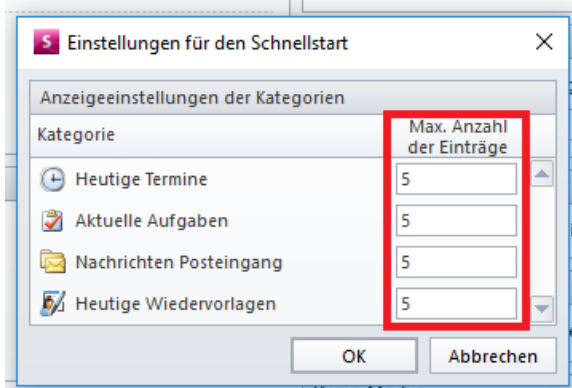 S Einstellungen für den Schnellstart
Anzeigeeinstellungen der Kategorien
Kategorie
Max. Anzahl
der Einträge
Heutige Termine 5
Aktuelle Aufgaben 5
Nachrichten Posteingang 5
Heutige Wiedervorlagen 5
OK Abbrechen